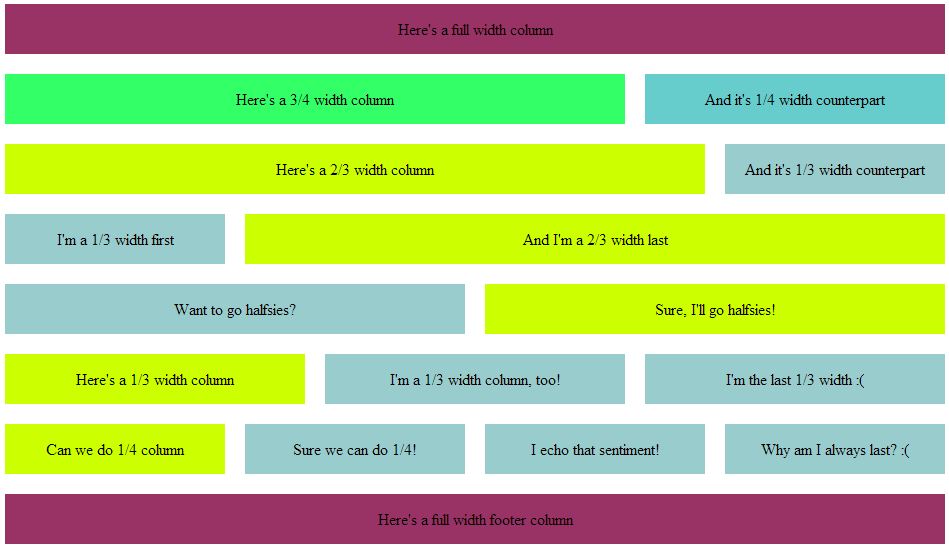 Here's a full width column
Here's a 3/4 width column
And it's 1/4 width counterpart
Here's a 2/3 width column
And it's 1/3 width counterpart
I'm a 1/3 width first
And I'm a 2/3 width last
Want to go halfsies?
Sure, I'll go halfsies!
Here's a 1/3 width column
I'm a 1/3 width column, too!
I'm the last 1/3 width :(
Can we do 1/4 column
Sure we can do 1/4!
I echo that sentiment!
Why am I always last? :(
Here's a full width footer column